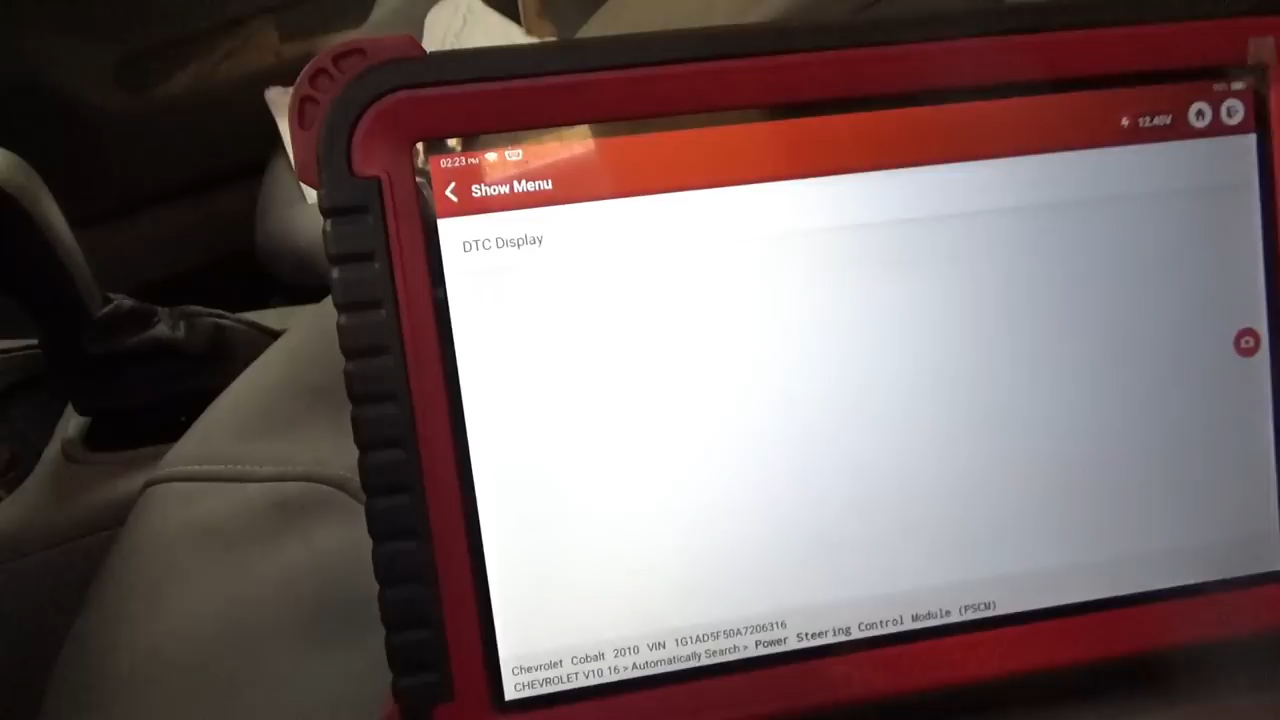 02:23 PM
12.45V
Show Menu
DTC Display
Chevrolet Cobalt 2010 VIN 1G1AD5F50A7206316
CHEVROLET V10 16 > Automatically Search > Power Steering Control Module (PSCM)